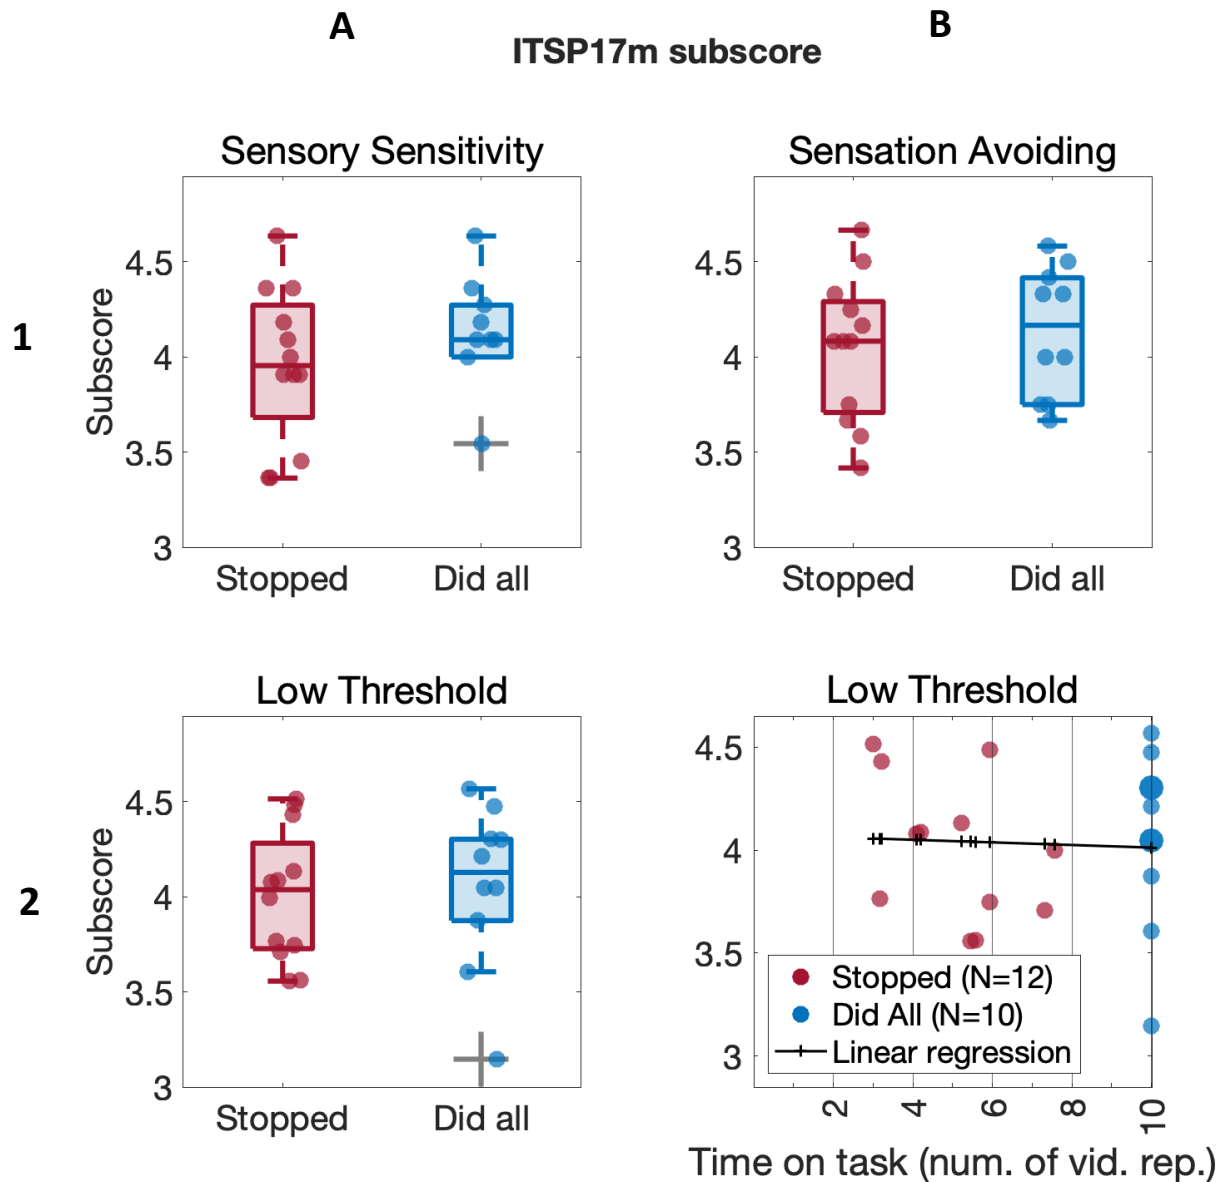 A
B
ITSP17m subscore
1
Sensory Sensitivity
Subscore
4.5
4
3.5
3
Stopped
Did all
Sensation Avoiding
4.5
4
3.5
3
Stopped
Did all
2
Low Threshold
Subscore
4.5
4
3.5
3
Stopped
Did all
Low Threshold
4.5
4
3.5
3
Stopped (N=12)
Did All (N=10)
Linear regression
2
4
6
8
10
Time on task (num. of vid. rep.)